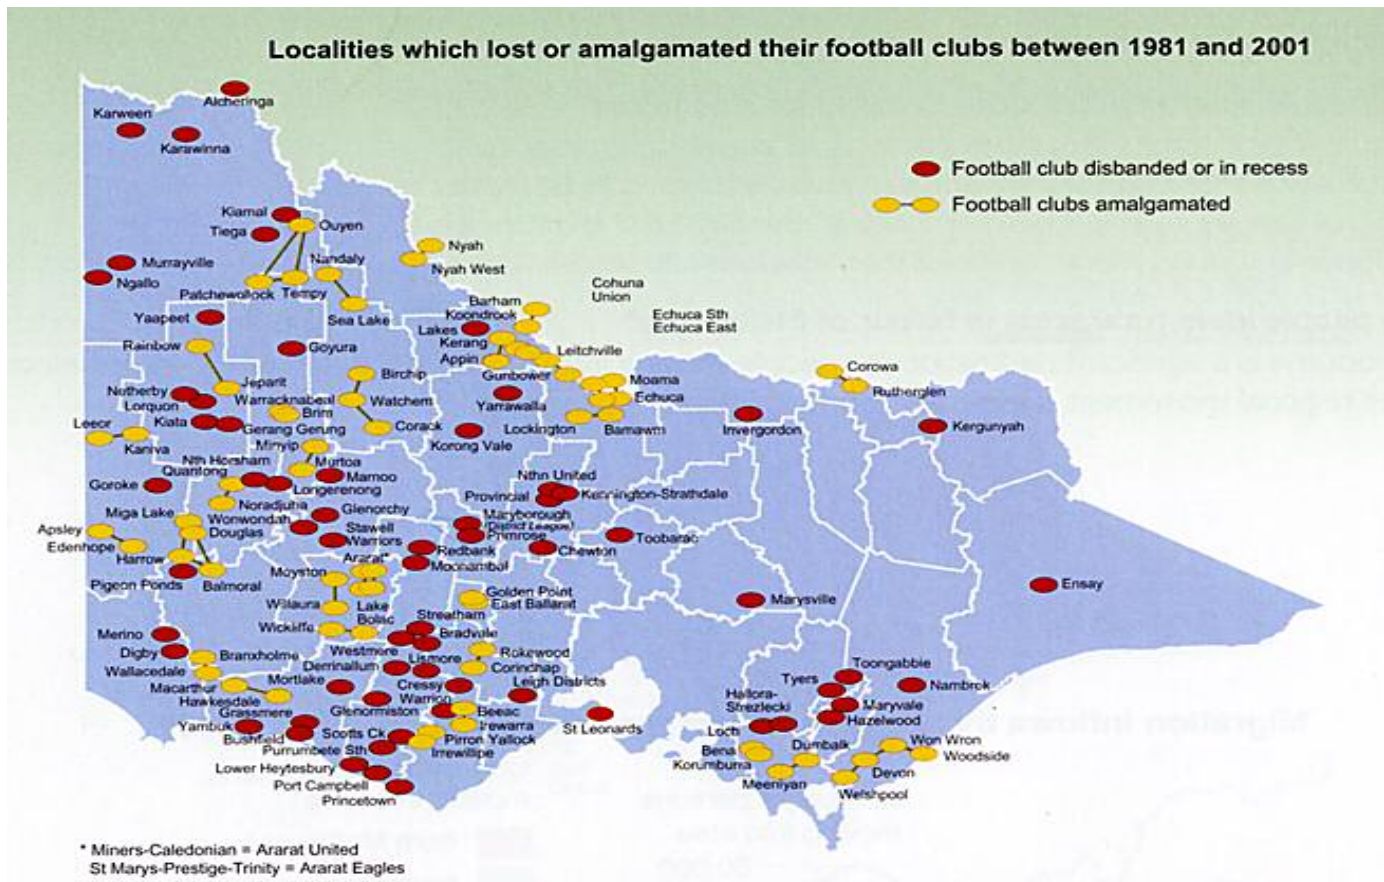 Localities which lost or amalgamated their football clubs between 1981 and 2001
Alcheringa
Karween
Karawinna
Football club disbanded or in recess
Football clubs amalgamated
Kiamal
Ouyen
Tiega
Nyah
Nandaly
Murrayville
Nyah West
Ngallo
Cohuna
Union
Patchewollock
Tempy
Barham
Koondrook
Echuca Sth
Echuca East
Yaapeet
Sea Lake
Lakes
Kerang
Rainbow
Goyura
Leitchville
Appin
Corowa
Gunbower
Birchip
Moama
Jeparit
Rutherglen
Netherby
Warracknabeal
Watchem
Echuca
Lorquon
Yarrawalla
Brim
Leeor
Kiata
Gerang Gerung
Corack
Lockington
Bamawm
Invergordon
Kergunyah
Kaniva
Minyip
Korong Vale
Nth Horsham
Murtoa
Quantong
Marnoo
Nthn United
Goroke
Longerenong
Provincial
Kennington-Strathdale
Noradjuha
Glenorchy
Miga Lake
Wonwondah
Maryborough
(District League)
Apsley
Douglas
Stawell
Warriors
Primrose
Toobarac
Edenhope
Redbank
Chewton
Harrow
Ararat*
Moonambel
Moyston
Pigeon Ponds
Balmoral
Ensay
Golden Point
Willaura
Lake
Bolac
East Ballarat
Marysville
Streatham
Wickliffe
Merino
Bradvale
Digby
Branxholme
Westmere
Rokewood
Lismore
Derrinallum
Corinchap
Toongabbie
Wallacedale
Mortlake
Tyers
Macarthur
Cressy
Leigh Districts
Nambrok
Hawkesdale
Warrion
Hallora-
Strezlecki
Maryvale
Grassmere
Glenormiston
Beeac
Hazelwood
Yambuk
Scotts Ck
Irewarra
St Leonards
Loch
Bushfield
Pirron Yallock
Won Wron
Purrumbete Sth
Irrewillipe
Bena
Dumbalk
Woodside
Lower Heytesbury
Korumburra
Devon
Port Campbell
Meeniyan
Welshpool
Princetown
* Miners-Caledonian = Ararat United
St Marys-Prestige-Trinity = Ararat Eagles